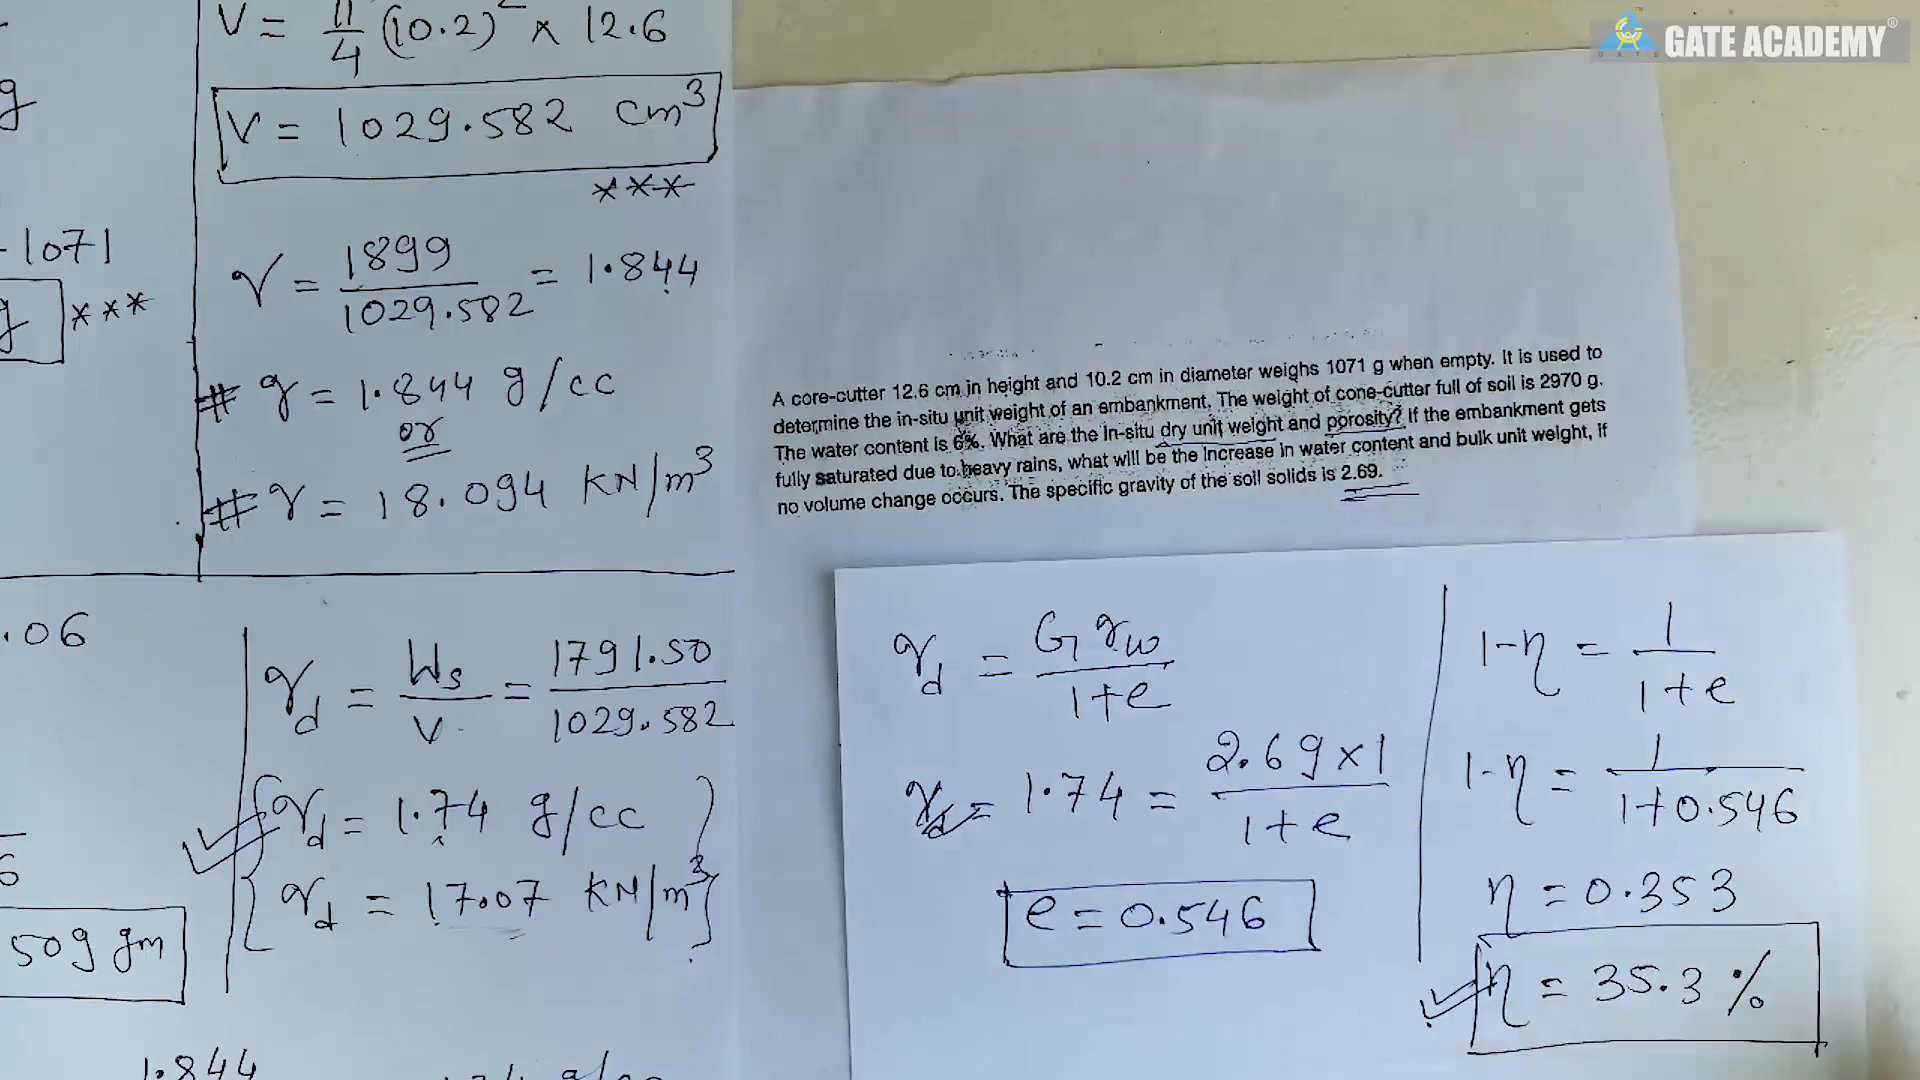 GATE ACADEMY®
GATE
V = π/4 (10.2)² × 12.6
V = 1029.582 cm³
***
g
-1071
g ***
γ = 1899/1029.582 = 1.844
# γ = 1.844 g/cc
or
# γ = 18.094 KN/m³
A core-cutter 12.6 cm in height and 10.2 cm in diameter weighs 1071 g when empty. It is used to
determine the in-situ unit weight of an embankment. The weight of cone-cutter full of soil is 2970 g.
The water content is 6%. What are the in-situ dry unit weight and porosity? If the embankment gets
fully saturated due to heavy rains, what will be the increase in water content and bulk unit weight, if
no volume change occurs. The specific gravity of the soil solids is 2.69.
.06
6
509 gm
γd = Ws/V = 1791.50/1029.582
γd = 1.74 g/cc
γd = 17.07 KN/m³
1.844
γd = Gγw/1+e
γd = 1.74 = 2.69×1/1+e
e = 0.546
1-η = 1/1+e
1-η = 1/1+0.546
η = 0.353
η = 35.3 %